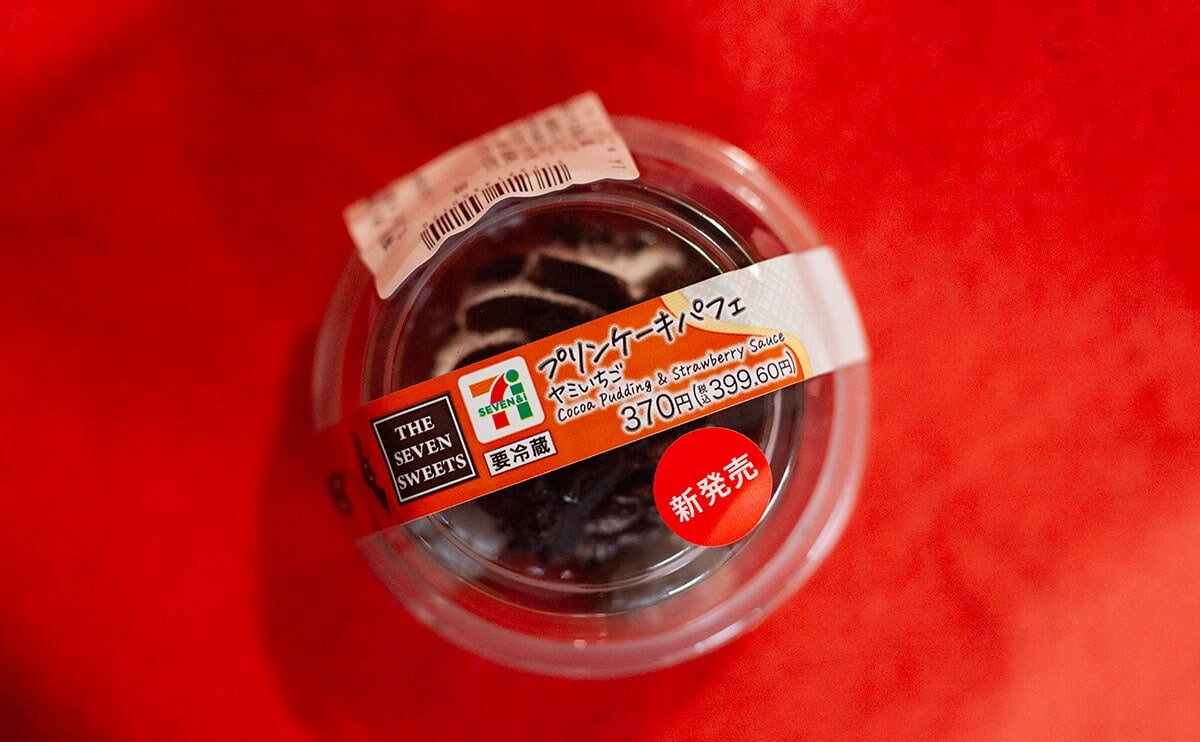 プリンケーキパフェ
ヤミいちご
Cocoa Pudding & Strawberry Sauce
370円(税込399.60円)
SEVEN&i
要冷蔵
THE
SEVEN
SWEETS
新発売